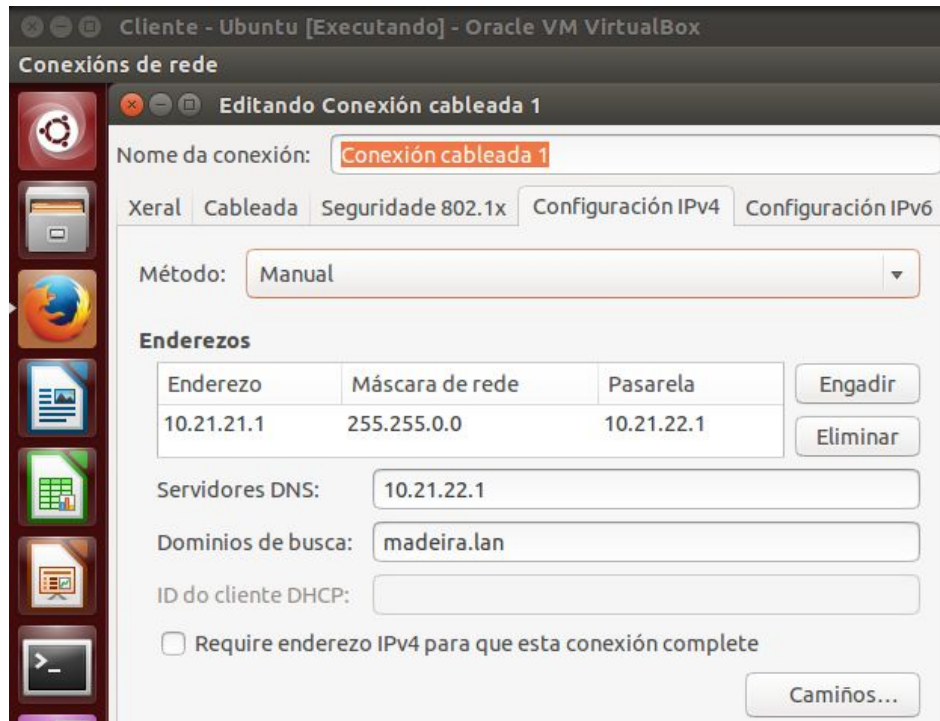 Cliente - Ubuntu [Executando] - Oracle VM VirtualBox
Conexións de rede
Editando Conexión cableada 1
Nome da conexión: Conexión cableada 1
Xeral Cableada Seguridade 802.1x Configuración IPv4 Configuración IPv6
Método: Manual
Enderezos
Enderezo Máscara de rede Pasarela Engadir
10.21.21.1 255.255.0.0 10.21.22.1 Eliminar
Servidores DNS: 10.21.22.1
Dominios de busca: madeira.lan
ID do cliente DHCP:
Require enderezo IPv4 para que esta conexión complete
Camiños...